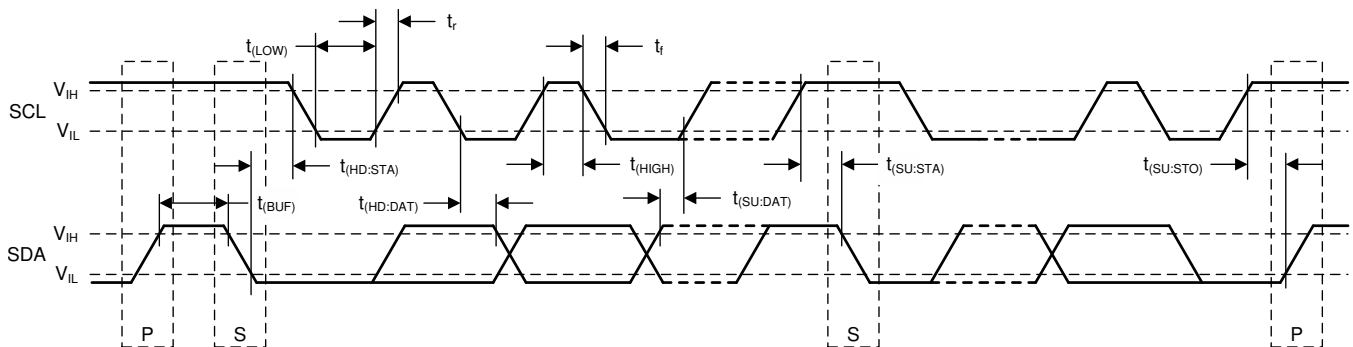 t(LOW)
tr
tf
SCL
VIH
VIL
t(HD:STA)
t(HIGH)
t(SU:STA)
t(SU:STO)
t(BUF)
t(HD:DAT)
t(SU:DAT)
SDA
VIH
VIL
P
S
S
P